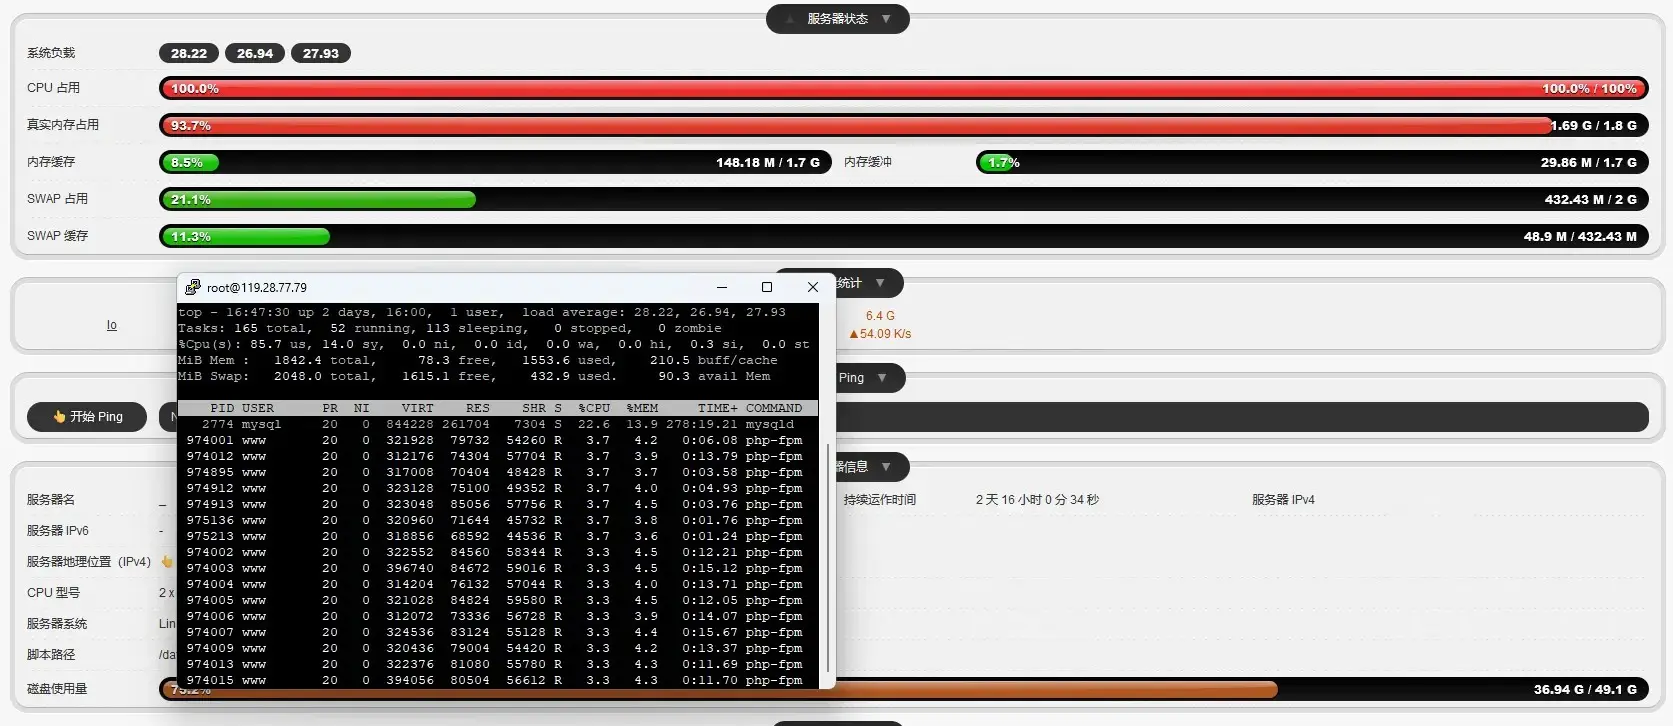 ▲ 服务器状态 ▼
系统负载 28.22 26.94 27.93
CPU 占用 100.0% 100.0% / 100%
真实内存占用 93.7% 1.69 G / 1.8 G
内存缓存 8.5% 148.18 M / 1.7 G 内存缓冲 1.7% 29.86 M / 1.7 G
SWAP 占用 21.1% 432.43 M / 2 G
SWAP 缓存 11.3% 48.9 M / 432.43 M
统计 ▼
lo
6.4 G
▲54.09 K/s
Ping ▼
👆 开始 Ping N
器信息 ▼
服务器名 _ 持续运作时间 2 天 16 小时 0 分 34 秒 服务器 IPv4
服务器 IPv6 -
服务器地理位置（IPv4）
CPU 型号 2 x
服务器系统 Lin
脚本路径 /da
磁盘使用量 75.2% 36.94 G / 49.1 G
root@119.28.77.79
top - 16:47:30 up 2 days, 16:00, 1 user, load average: 28.22, 26.94, 27.93
Tasks: 165 total, 52 running, 113 sleeping, 0 stopped, 0 zombie
%Cpu(s): 85.7 us, 14.0 sy, 0.0 ni, 0.0 id, 0.0 wa, 0.0 hi, 0.3 si, 0.0 st
MiB Mem : 1842.4 total, 78.3 free, 1553.6 used, 210.5 buff/cache
MiB Swap: 2048.0 total, 1615.1 free, 432.9 used. 90.3 avail Mem
PID USER PR NI VIRT RES SHR S %CPU %MEM TIME+ COMMAND
2774 mysql 20 0 844228 261704 7304 S 22.6 13.9 278:19.21 mysqld
974001 www 20 0 321928 79732 54260 R 3.7 4.2 0:06.08 php-fpm
974012 www 20 0 312176 74304 57704 R 3.7 3.9 0:13.79 php-fpm
974895 www 20 0 317008 70404 48428 R 3.7 3.7 0:03.58 php-fpm
974912 www 20 0 323128 75100 49352 R 3.7 4.0 0:04.93 php-fpm
974913 www 20 0 323048 85056 57756 R 3.7 4.5 0:03.76 php-fpm
975136 www 20 0 320960 71644 45732 R 3.7 3.8 0:01.76 php-fpm
975213 www 20 0 318856 68592 44536 R 3.7 3.6 0:01.24 php-fpm
974002 www 20 0 322552 84560 58344 R 3.3 4.5 0:12.21 php-fpm
974003 www 20 0 396740 84672 59016 R 3.3 4.5 0:15.12 php-fpm
974004 www 20 0 314204 76132 57044 R 3.3 4.0 0:13.71 php-fpm
974005 www 20 0 321028 84824 59580 R 3.3 4.5 0:12.05 php-fpm
974006 www 20 0 312072 73336 56728 R 3.3 3.9 0:14.07 php-fpm
974007 www 20 0 324536 83124 55128 R 3.3 4.4 0:15.67 php-fpm
974009 www 20 0 320436 79004 54420 R 3.3 4.2 0:13.37 php-fpm
974013 www 20 0 322376 81080 55780 R 3.3 4.3 0:11.69 php-fpm
974015 www 20 0 394056 80504 56612 R 3.3 4.3 0:11.70 php-fpm